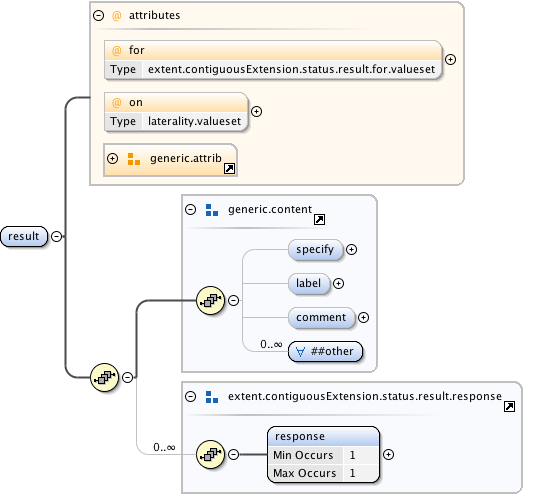 @ attributes
@ for
Type extent.contiguousExtension.status.result.for.valueset
@ on
Type laterality.valueset
generic.attrib
generic.content
result
specify
label
comment
0..∞ ∀ ##other
extent.contiguousExtension.status.result.response
0..∞
response
Min Occurs 1
Max Occurs 1